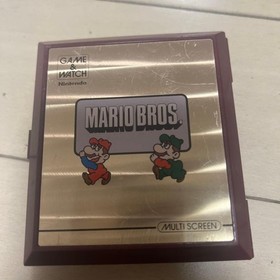 GAME
& WATCH
Nintendo
MARIO BROS.
MULTI SCREEN